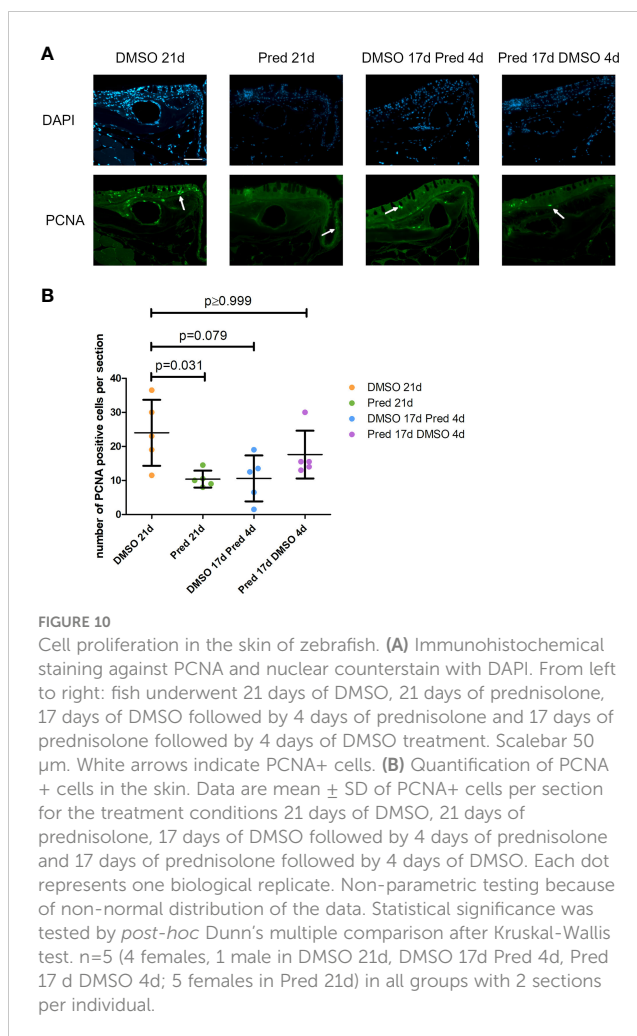 A
DMSO 21d Pred 21d DMSO 17d Pred 4d Pred 17d DMSO 4d
DAPI
PCNA
B
p≥0.999
p=0.079
p=0.031
number of PCNA positive cells per section
40
30
20
10
0
DMSO 21d
Pred 21d
DMSO 17d Pred 4d
Pred 17d DMSO 4d
DMSO 21d
Pred 21d
DMSO 17d Pred 4d
Pred 17d DMSO 4d
FIGURE 10
Cell proliferation in the skin of zebrafish. (A) Immunohistochemical
staining against PCNA and nuclear counterstain with DAPI. From left
to right: fish underwent 21 days of DMSO, 21 days of prednisolone,
17 days of DMSO followed by 4 days of prednisolone and 17 days of
prednisolone followed by 4 days of DMSO treatment. Scalebar 50
µm. White arrows indicate PCNA+ cells. (B) Quantification of PCNA
+ cells in the skin. Data are mean ± SD of PCNA+ cells per section
for the treatment conditions 21 days of DMSO, 21 days of
prednisolone, 17 days of DMSO followed by 4 days of prednisolone
and 17 days of prednisolone followed by 4 days of DMSO. Each dot
represents one biological replicate. Non-parametric testing because
of non-normal distribution of the data. Statistical significance was
tested by post-hoc Dunn's multiple comparison after Kruskal-Wallis
test. n=5 (4 females, 1 male in DMSO 21d, DMSO 17d Pred 4d, Pred
17 d DMSO 4d; 5 females in Pred 21d) in all groups with 2 sections
per individual.